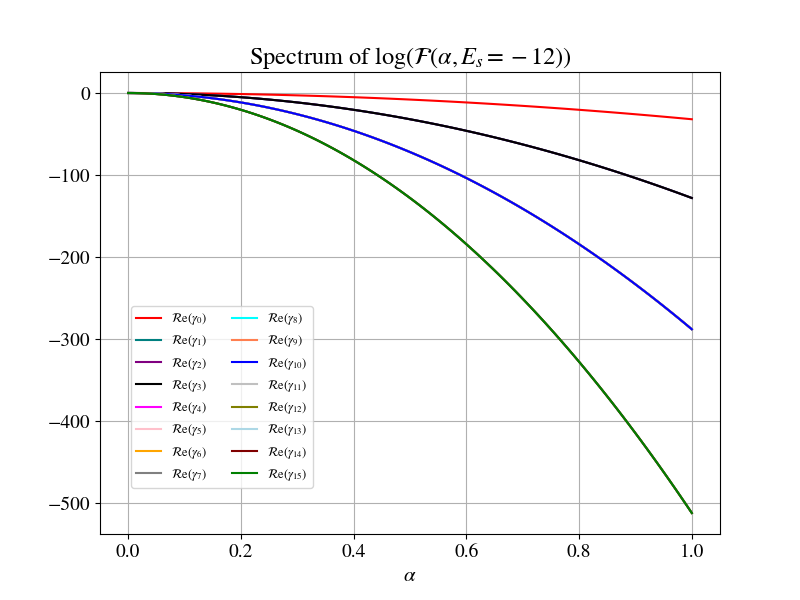 Spectrum of log(ℱ(α, Eₛ = −12))
0
−100
−200
−300
−400
−500
ℛe(γ₀) ℛe(γ₈)
ℛe(γ₁) ℛe(γ₉)
ℛe(γ₂) ℛe(γ₁₀)
ℛe(γ₃) ℛe(γ₁₁)
ℛe(γ₄) ℛe(γ₁₂)
ℛe(γ₅) ℛe(γ₁₃)
ℛe(γ₆) ℛe(γ₁₄)
ℛe(γ₇) ℛe(γ₁₅)
0.0 0.2 0.4 0.6 0.8 1.0
α